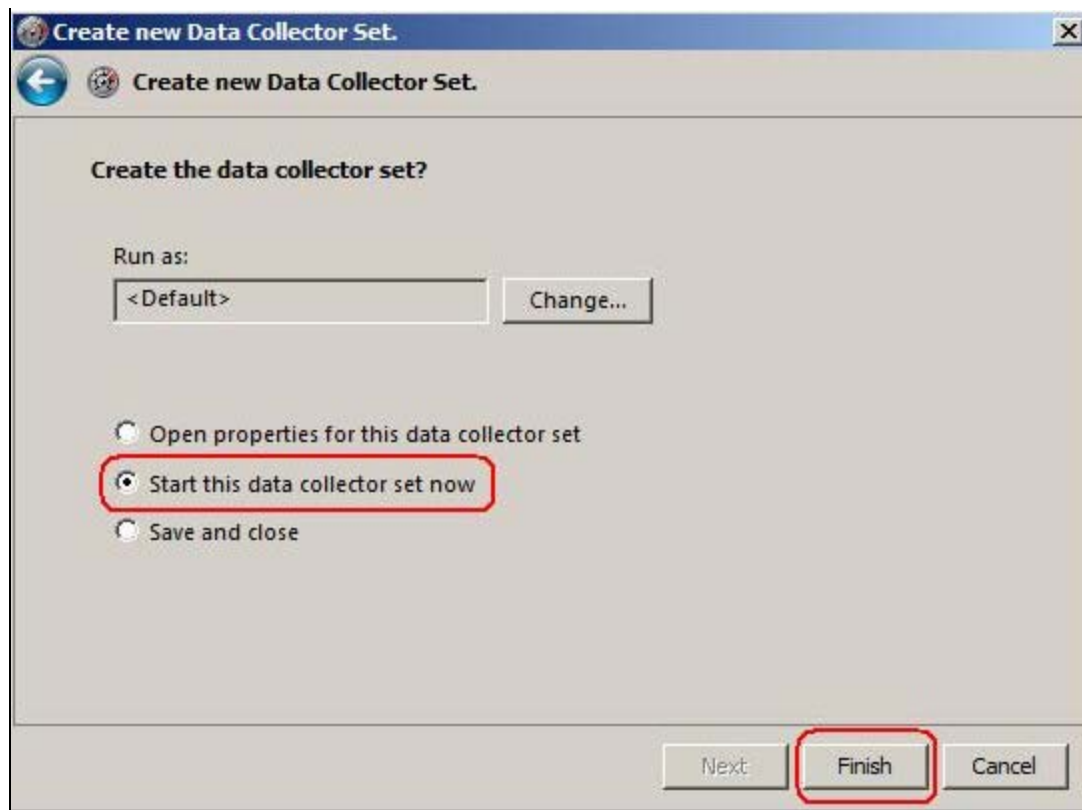 Create new Data Collector Set.
Create new Data Collector Set.
Create the data collector set?
Run as:
<Default>
Change...
Open properties for this data collector set
Start this data collector set now
Save and close
Next
Finish
Cancel